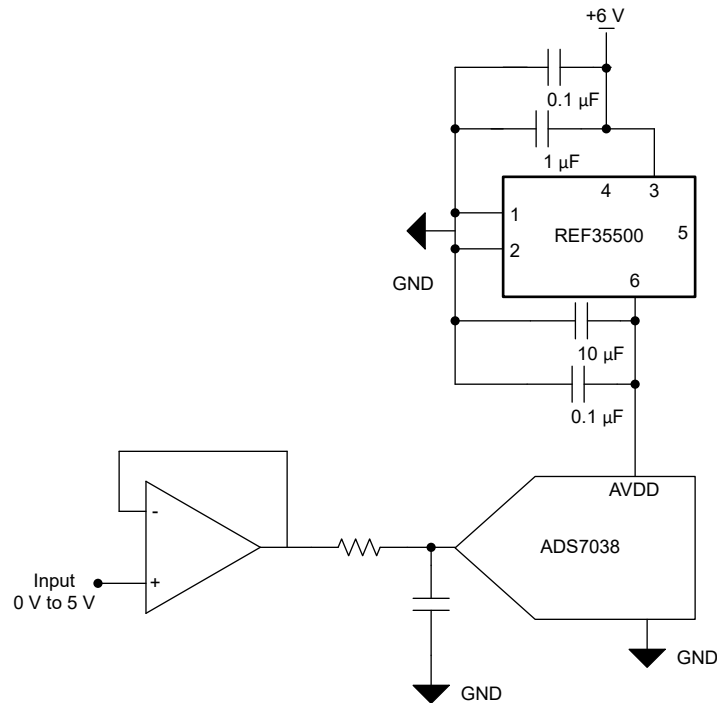 +6 V
0.1 µF
1 µF
4
3
1
REF35500
5
2
6
GND
10 µF
0.1 µF
AVDD
-
ADS7038
Input
0 V to 5 V
+
GND
GND